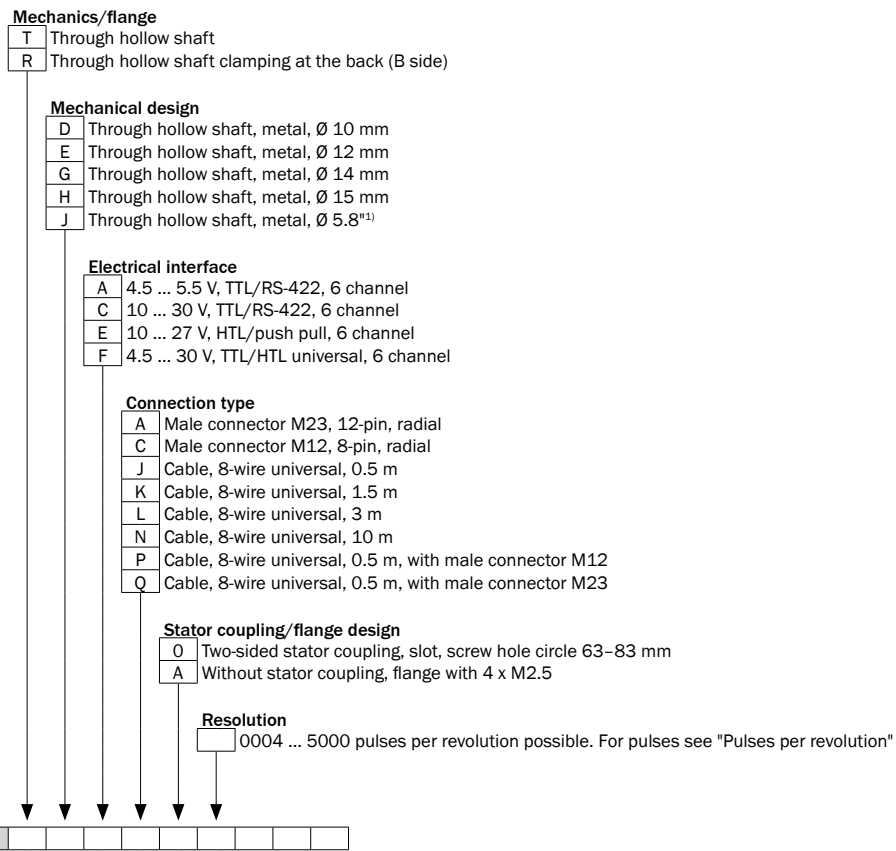 Mechanics/flange
T Through hollow shaft
R Through hollow shaft clamping at the back (B side)
Mechanical design
D Through hollow shaft, metal, Ø 10 mm
E Through hollow shaft, metal, Ø 12 mm
G Through hollow shaft, metal, Ø 14 mm
H Through hollow shaft, metal, Ø 15 mm
J Through hollow shaft, metal, Ø 5.8"1)
Electrical interface
A 4.5 ... 5.5 V, TTL/RS-422, 6 channel
C 10 ... 30 V, TTL/RS-422, 6 channel
E 10 ... 27 V, HTL/push pull, 6 channel
F 4.5 ... 30 V, TTL/HTL universal, 6 channel
Connection type
A Male connector M23, 12-pin, radial
C Male connector M12, 8-pin, radial
J Cable, 8-wire universal, 0.5 m
K Cable, 8-wire universal, 1.5 m
L Cable, 8-wire universal, 3 m
N Cable, 8-wire universal, 10 m
P Cable, 8-wire universal, 0.5 m, with male connector M12
Q Cable, 8-wire universal, 0.5 m, with male connector M23
Stator coupling/flange design
0 Two-sided stator coupling, slot, screw hole circle 63–83 mm
A Without stator coupling, flange with 4 x M2.5
Resolution
0004 ... 5000 pulses per revolution possible. For pulses see "Pulses per revolution"